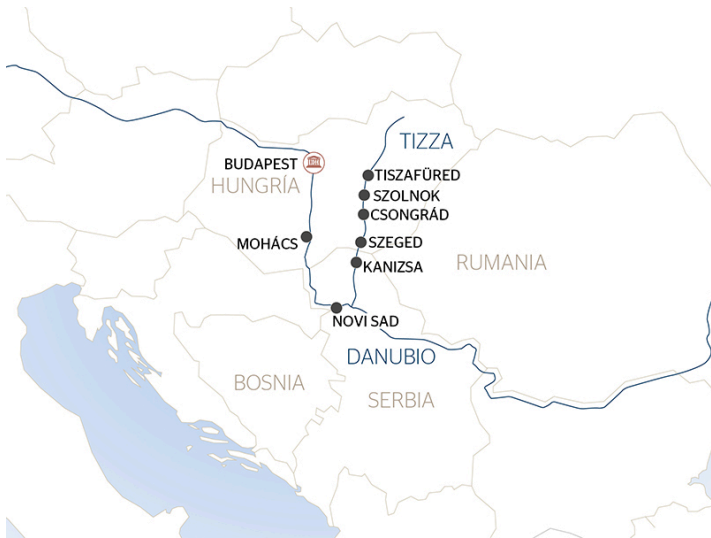 TIZZA
BUDAPEST
HUNGRÍA
TISZAFÜRED
SZOLNOK
CSONGRÁD
MOHÁCS
SZEGED
KANIZSA
RUMANIA
NOVI SAD
DANUBIO
BOSNIA
SERBIA